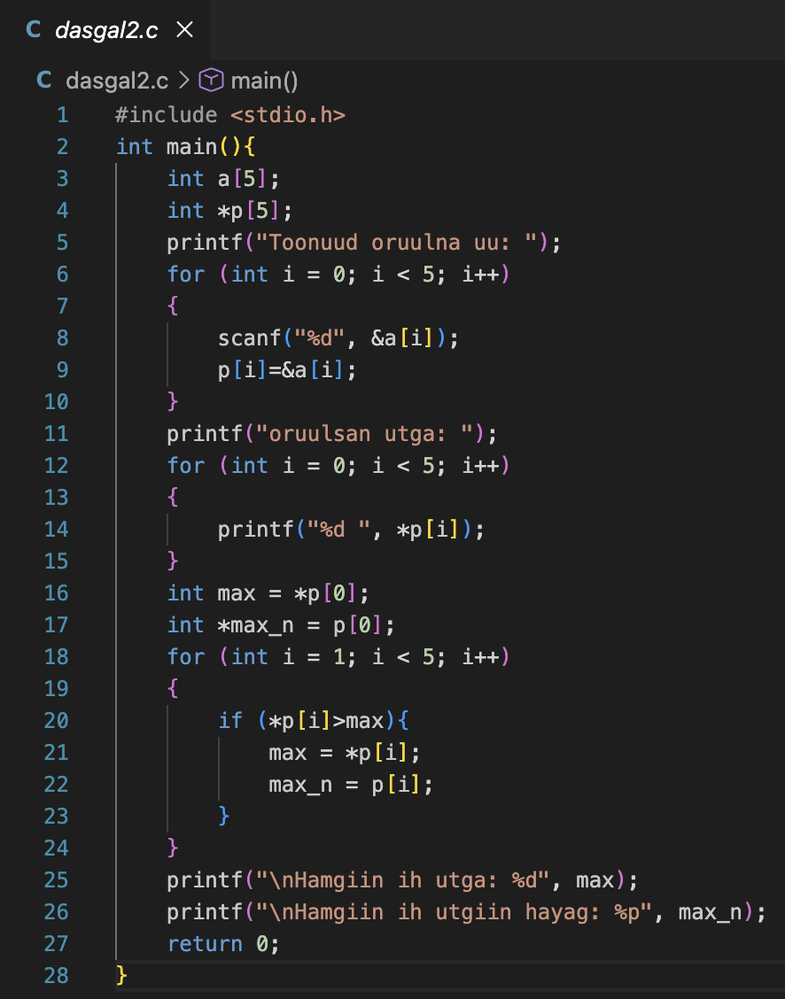 C dasgal2.c ×
C dasgal2.c > main()
1 #include <stdio.h>
2 int main(){
3     int a[5];
4     int *p[5];
5     printf("Toonuud oruulna uu: ");
6     for (int i = 0; i < 5; i++)
7     {
8         scanf("%d", &a[i]);
9         p[i]=&a[i];
10     }
11     printf("oruulsan utga: ");
12     for (int i = 0; i < 5; i++)
13     {
14         printf("%d ", *p[i]);
15     }
16     int max = *p[0];
17     int *max_n = p[0];
18     for (int i = 1; i < 5; i++)
19     {
20         if (*p[i]>max){
21             max = *p[i];
22             max_n = p[i];
23         }
24     }
25     printf("\nHamgiin ih utga: %d", max);
26     printf("\nHamgiin ih utgiin hayag: %p", max_n);
27     return 0;
28 }